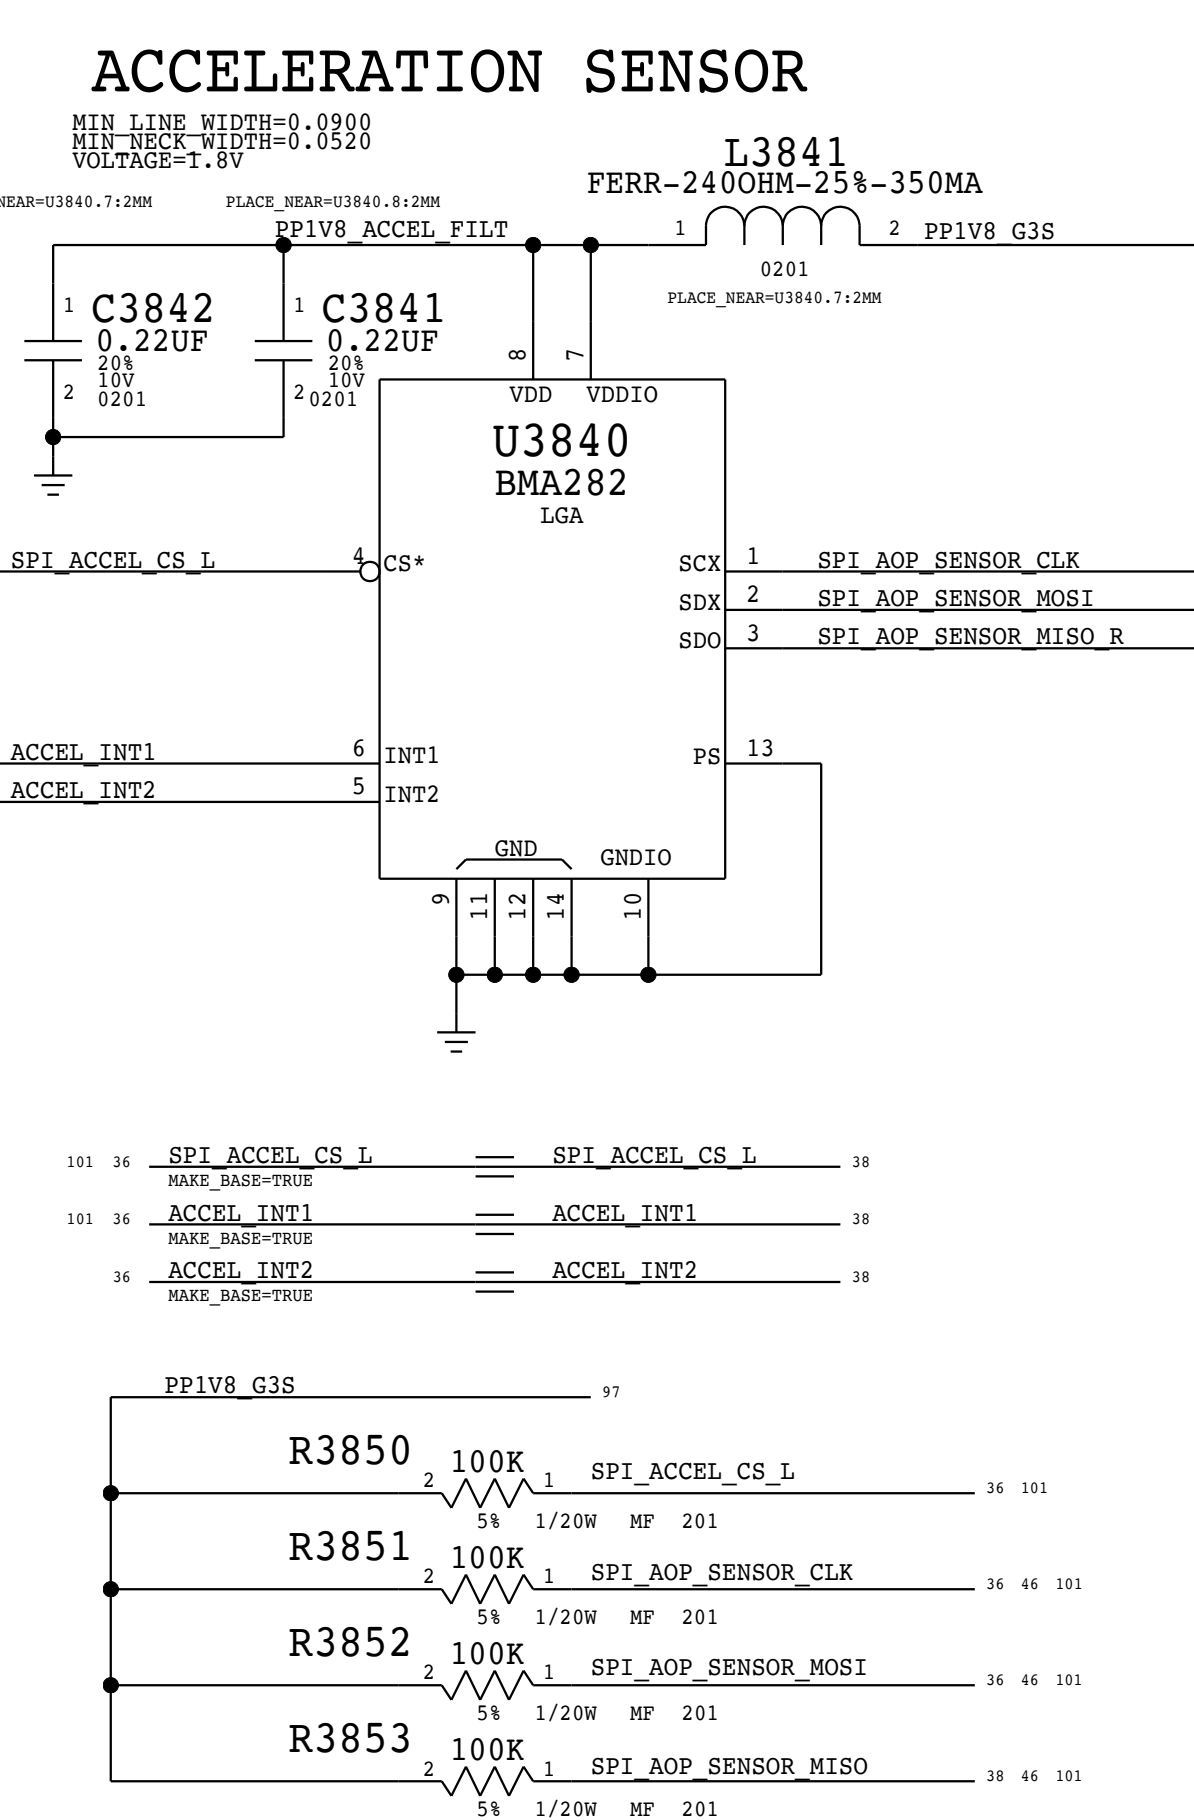 ACCELERATION SENSOR
MIN_LINE_WIDTH=0.0900
MIN_NECK_WIDTH=0.0520
VOLTAGE=1.8V
L3841
FERR-240OHM-25%-350MA
NEAR=U3840.7:2MM
PLACE_NEAR=U3840.8:2MM
PP1V8_ACCEL_FILT
1
2
PP1V8_G3S
0201
PLACE_NEAR=U3840.7:2MM
1
C3842
0.22UF
20%
10V
0201
2
1
C3841
0.22UF
20%
10V
0201
2
8
7
VDD
VDDIO
U3840
BMA282
LGA
SPI_ACCEL_CS_L
4
CS*
SCX
1
SPI_AOP_SENSOR_CLK
SDX
2
SPI_AOP_SENSOR_MOSI
SDO
3
SPI_AOP_SENSOR_MISO_R
ACCEL_INT1
6
INT1
PS
13
ACCEL_INT2
5
INT2
GND
GNDIO
9
11
12
14
10
101 36 SPI_ACCEL_CS_L SPI_ACCEL_CS_L 38
MAKE_BASE=TRUE
101 36 ACCEL_INT1 ACCEL_INT1 38
MAKE_BASE=TRUE
36 ACCEL_INT2 ACCEL_INT2 38
MAKE_BASE=TRUE
PP1V8_G3S 97
R3850
2 100K 1 SPI_ACCEL_CS_L 36 101
5% 1/20W MF 201
R3851
2 100K 1 SPI_AOP_SENSOR_CLK 36 46 101
5% 1/20W MF 201
R3852
2 100K 1 SPI_AOP_SENSOR_MOSI 36 46 101
5% 1/20W MF 201
R3853
2 100K 1 SPI_AOP_SENSOR_MISO 38 46 101
5% 1/20W MF 201